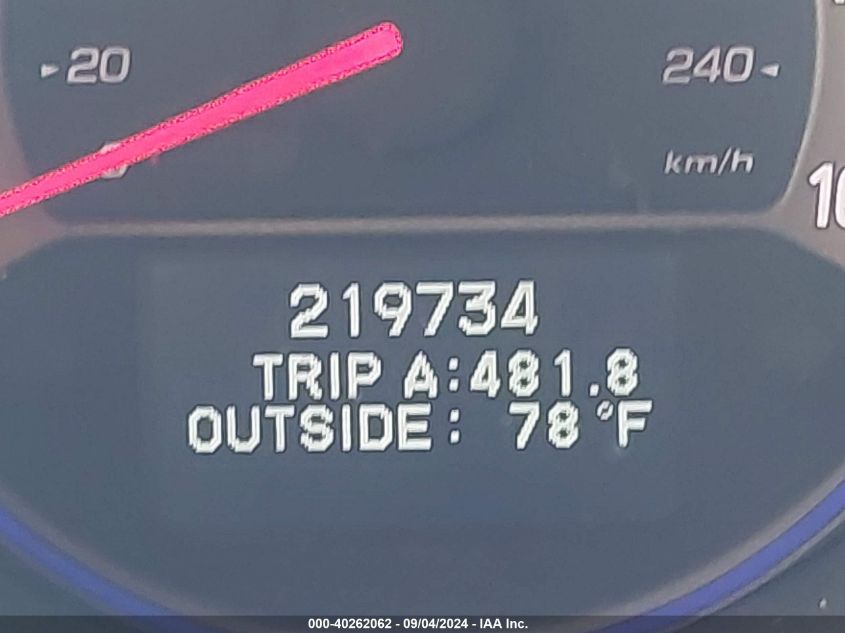 20 240
km/h
219734
TRIP A:481.8
OUTSIDE: 78°F
000-40262062 - 09/04/2024 - IAA Inc.